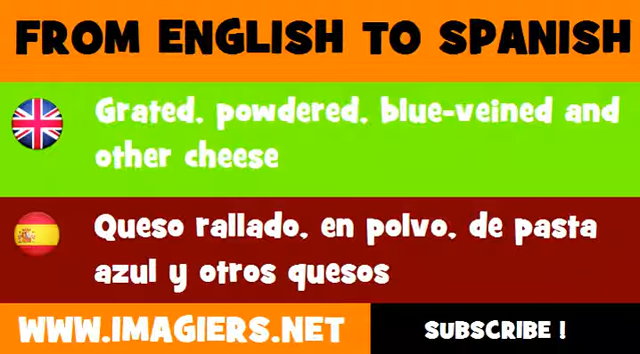 FROM ENGLISH TO SPANISH
Grated, powdered, blue-veined and
other cheese
Queso rallado, en polvo, de pasta
azul y otros quesos
WWW.IMAGIERS.NET
SUBSCRIBE !